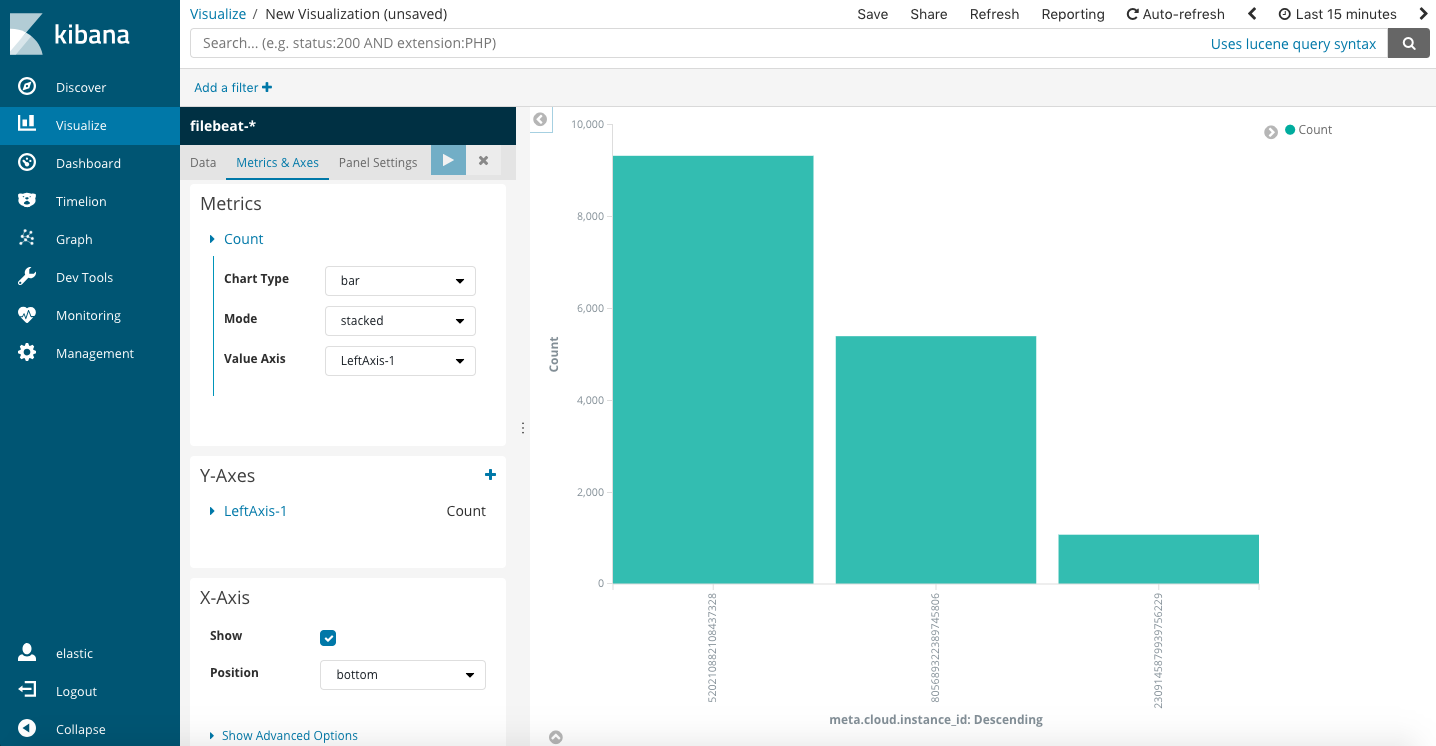 kibana
Discover
Visualize
Dashboard
Timelion
Graph
Dev Tools
Monitoring
Management
elastic
Logout
Collapse
Visualize / New Visualization (unsaved)
Save Share Refresh Reporting Auto-refresh Last 15 minutes
Search... (e.g. status:200 AND extension:PHP) Uses lucene query syntax
Add a filter
filebeat-*
Data Metrics & Axes Panel Settings
Metrics
Count
Chart Type bar
Mode stacked
Value Axis LeftAxis-1
Y-Axes
LeftAxis-1 Count
X-Axis
Show
Position bottom
Show Advanced Options
Count
10,000
8,000
6,000
4,000
2,000
0
Count
5202108821084373​28
8056893222389745806
2309145879939756229
meta.cloud.instance_id: Descending